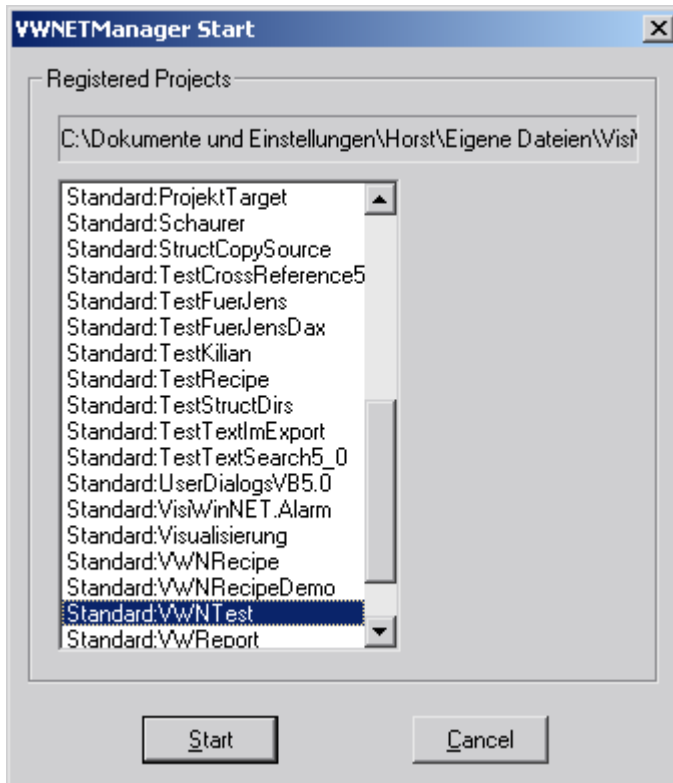 VWNETManager Start
Registered Projects
C:\Dokumente und Einstellungen\Horst\Eigene Dateien\Visi
Standard:ProjektTarget
Standard:Schaurer
Standard:StructCopySource
Standard:TestCrossReference5
Standard:TestFuerJens
Standard:TestFuerJensDax
Standard:TestKilian
Standard:TestRecipe
Standard:TestStructDirs
Standard:TestTextImExport
Standard:TestTextSearch5_0
Standard:UserDialogsVB5.0
Standard:VisiWinNET.Alarm
Standard:Visualisierung
Standard:VWNRecipe
Standard:VWNRecipeDemo
Standard:VWNTest
Standard:VWReport
Start Cancel